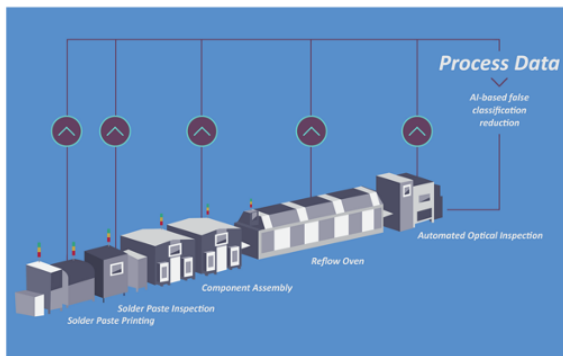 Process Data
AI-based false
classification
reduction
Automated Optical Inspection
Reflow Oven
Component Assembly
Solder Paste Inspection
Solder Paste Printing